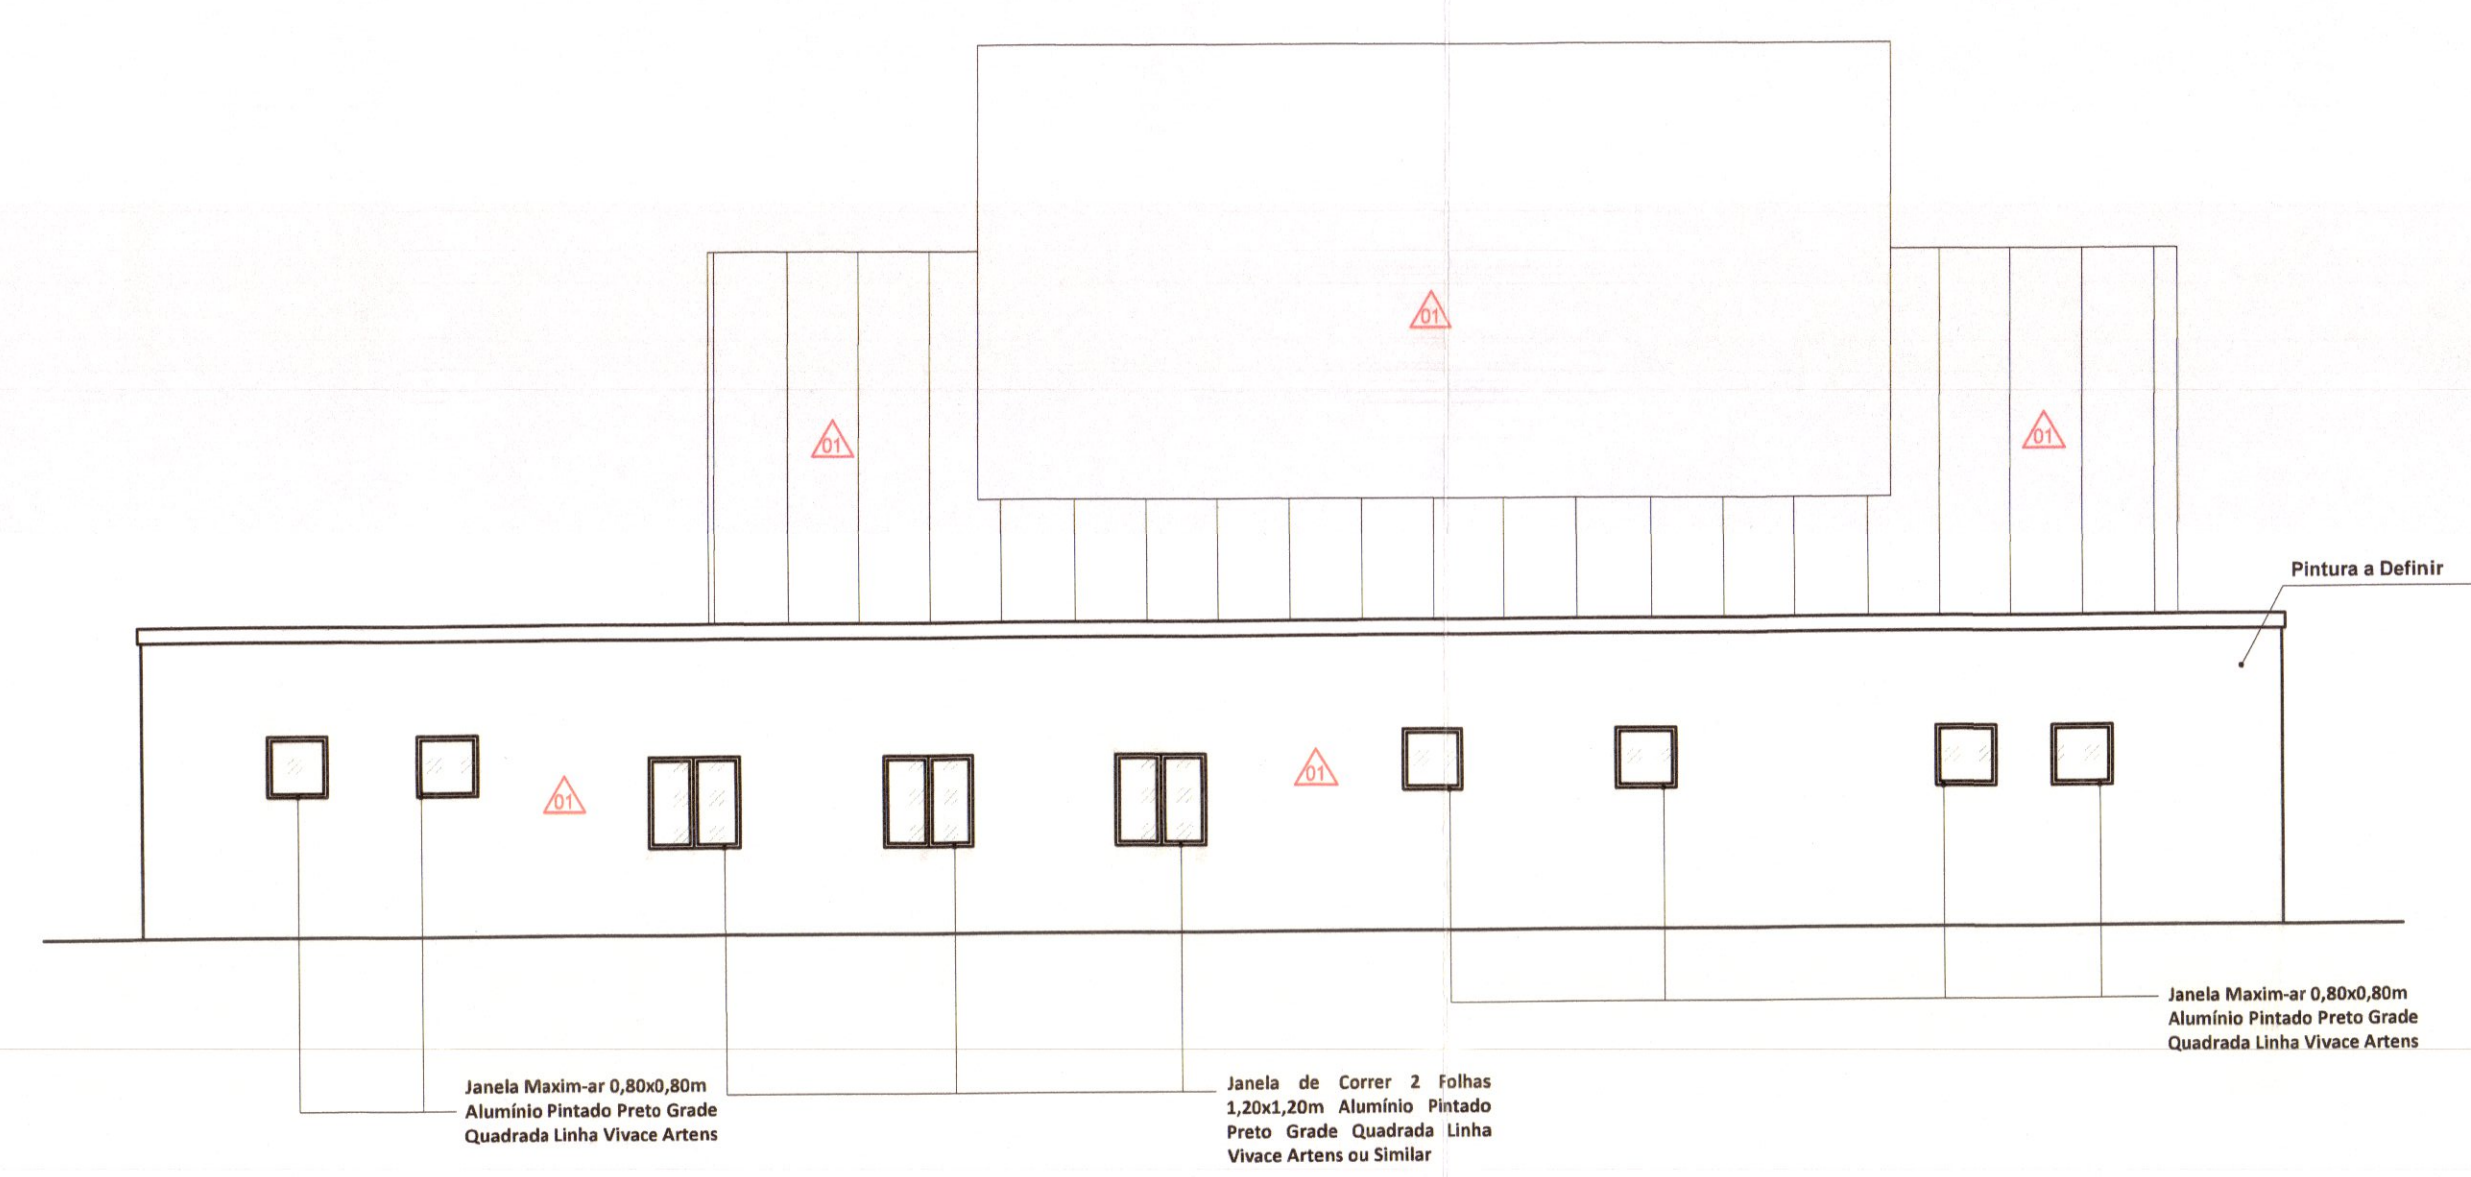 01
01
01
Pintura a Definir
01
01
Janela Maxim-ar 0,80x0,80m
Alumínio Pintado Preto Grade
Quadrada Linha Vivace Artens
Janela de Correr 2 Folhas
1,20x1,20m Alumínio Pintado
Preto Grade Quadrada Linha
Vivace Artens ou Similar
Janela Maxim-ar 0,80x0,80m
Alumínio Pintado Preto Grade
Quadrada Linha Vivace Artens